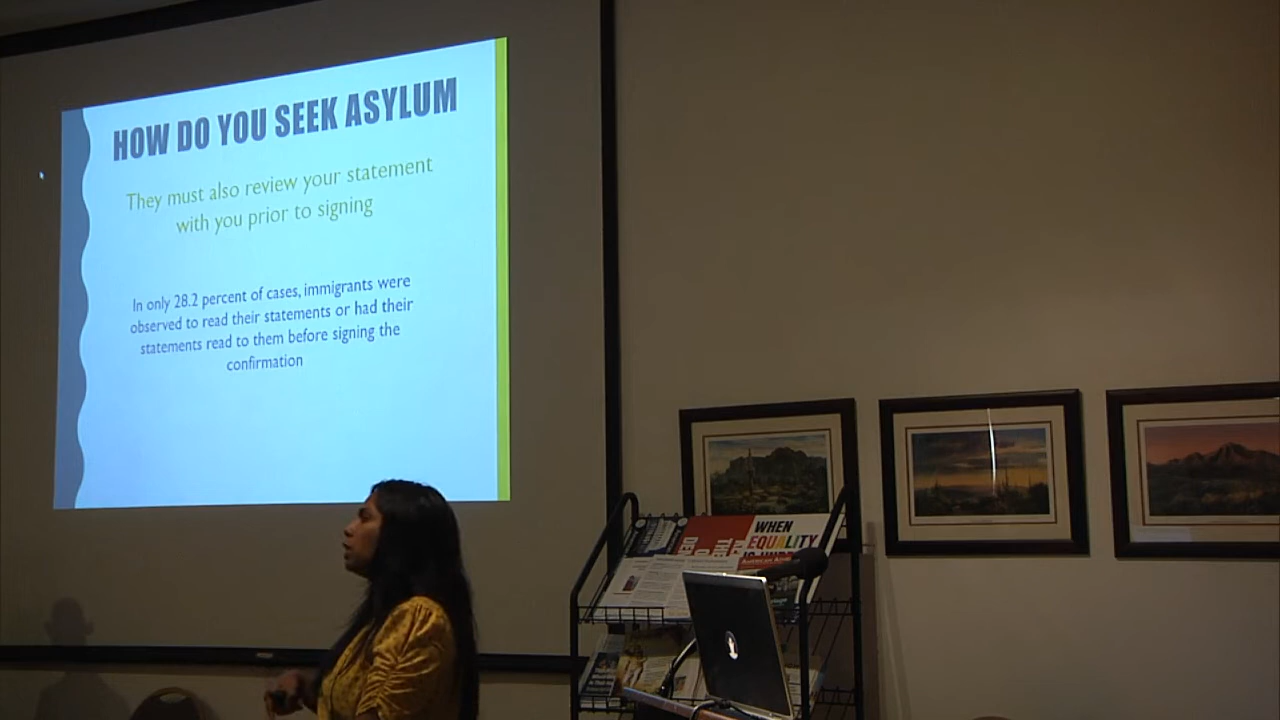 HOW DO YOU SEEK ASYLUM
They must also review your statement
with you prior to signing
In only 28.2 percent of cases, immigrants were
observed to read their statements or had their
statements read to them before signing the
confirmation
WHEN
EQUALITY